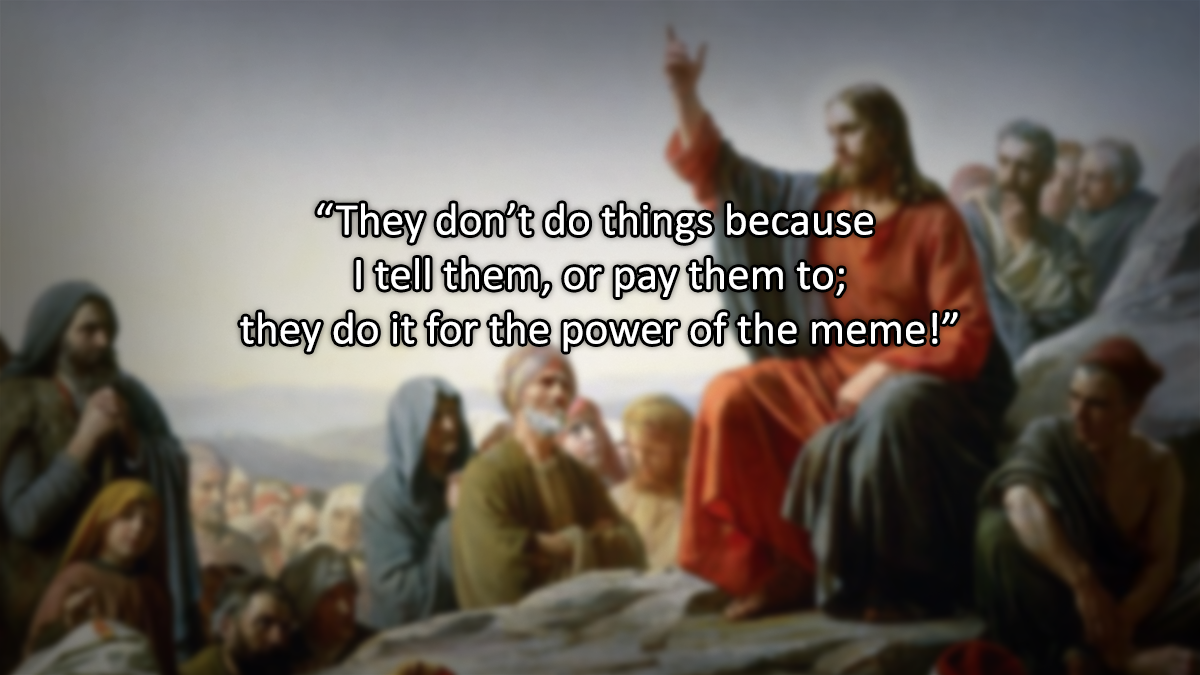 “They don’t do things because
I tell them, or pay them to;
they do it for the power of the meme!”